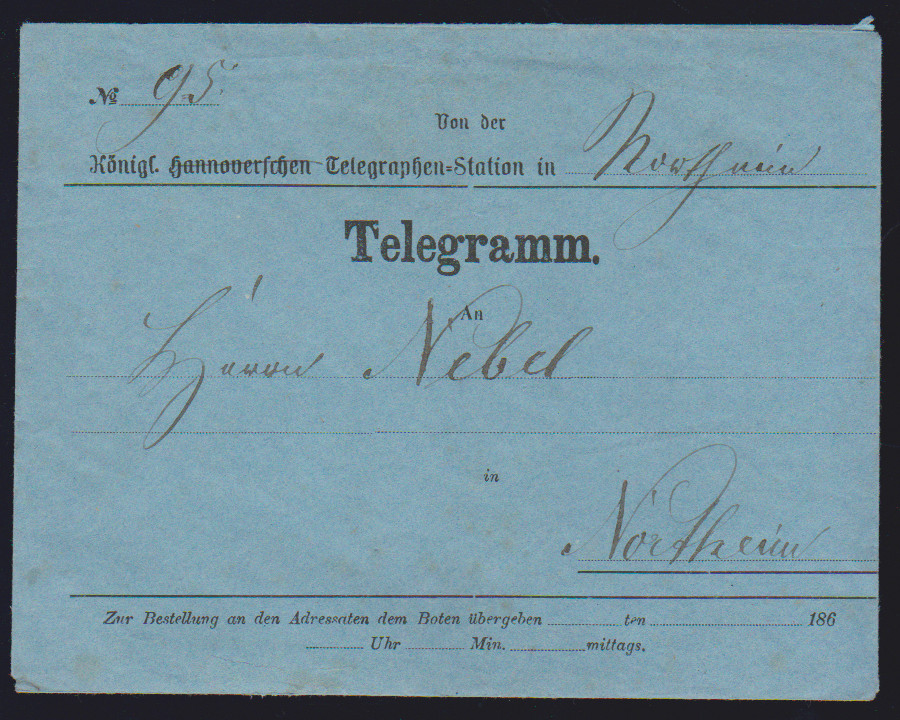 № 95.
Von der
Königl. Hannoverschen Telegraphen=Station in Northeim
Telegramm.
An
Herrn Nebel
in
Northeim
Zur Bestellung an den Adressaten dem Boten übergeben ten 186
Uhr Min. mittags.